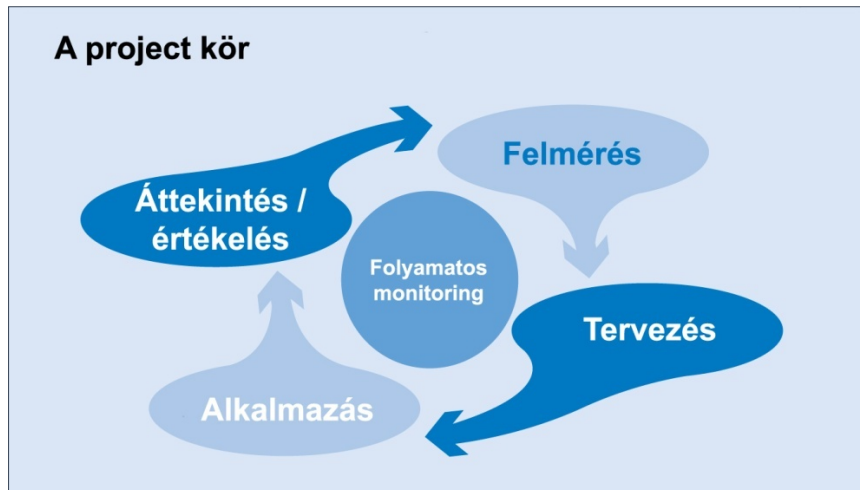 A project kör
Felmérés
Áttekintés /
értékelés
Folyamatos
monitoring
Tervezés
Alkalmazás